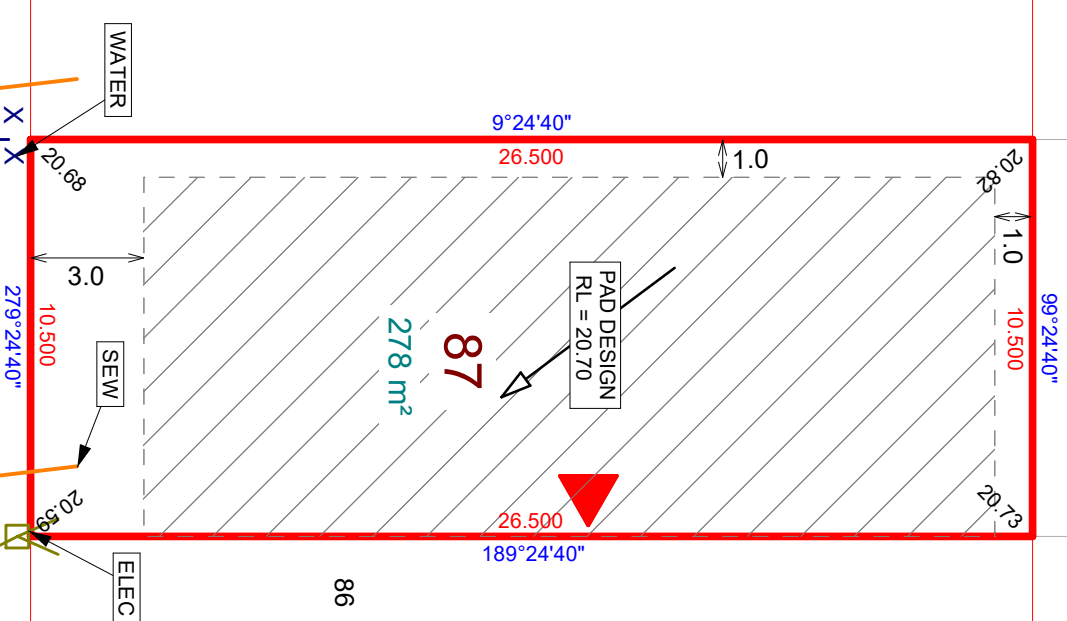 WATER
X
X
20.68
9°24'40"
26.500
1.0
20.82
1.0
3.0
10.500
279°24'40"
PAD DESIGN
RL = 20.70
87
278 m²
10.500
99°24'40"
SEW
20.59
26.500
189°24'40"
20.73
ELEC
86